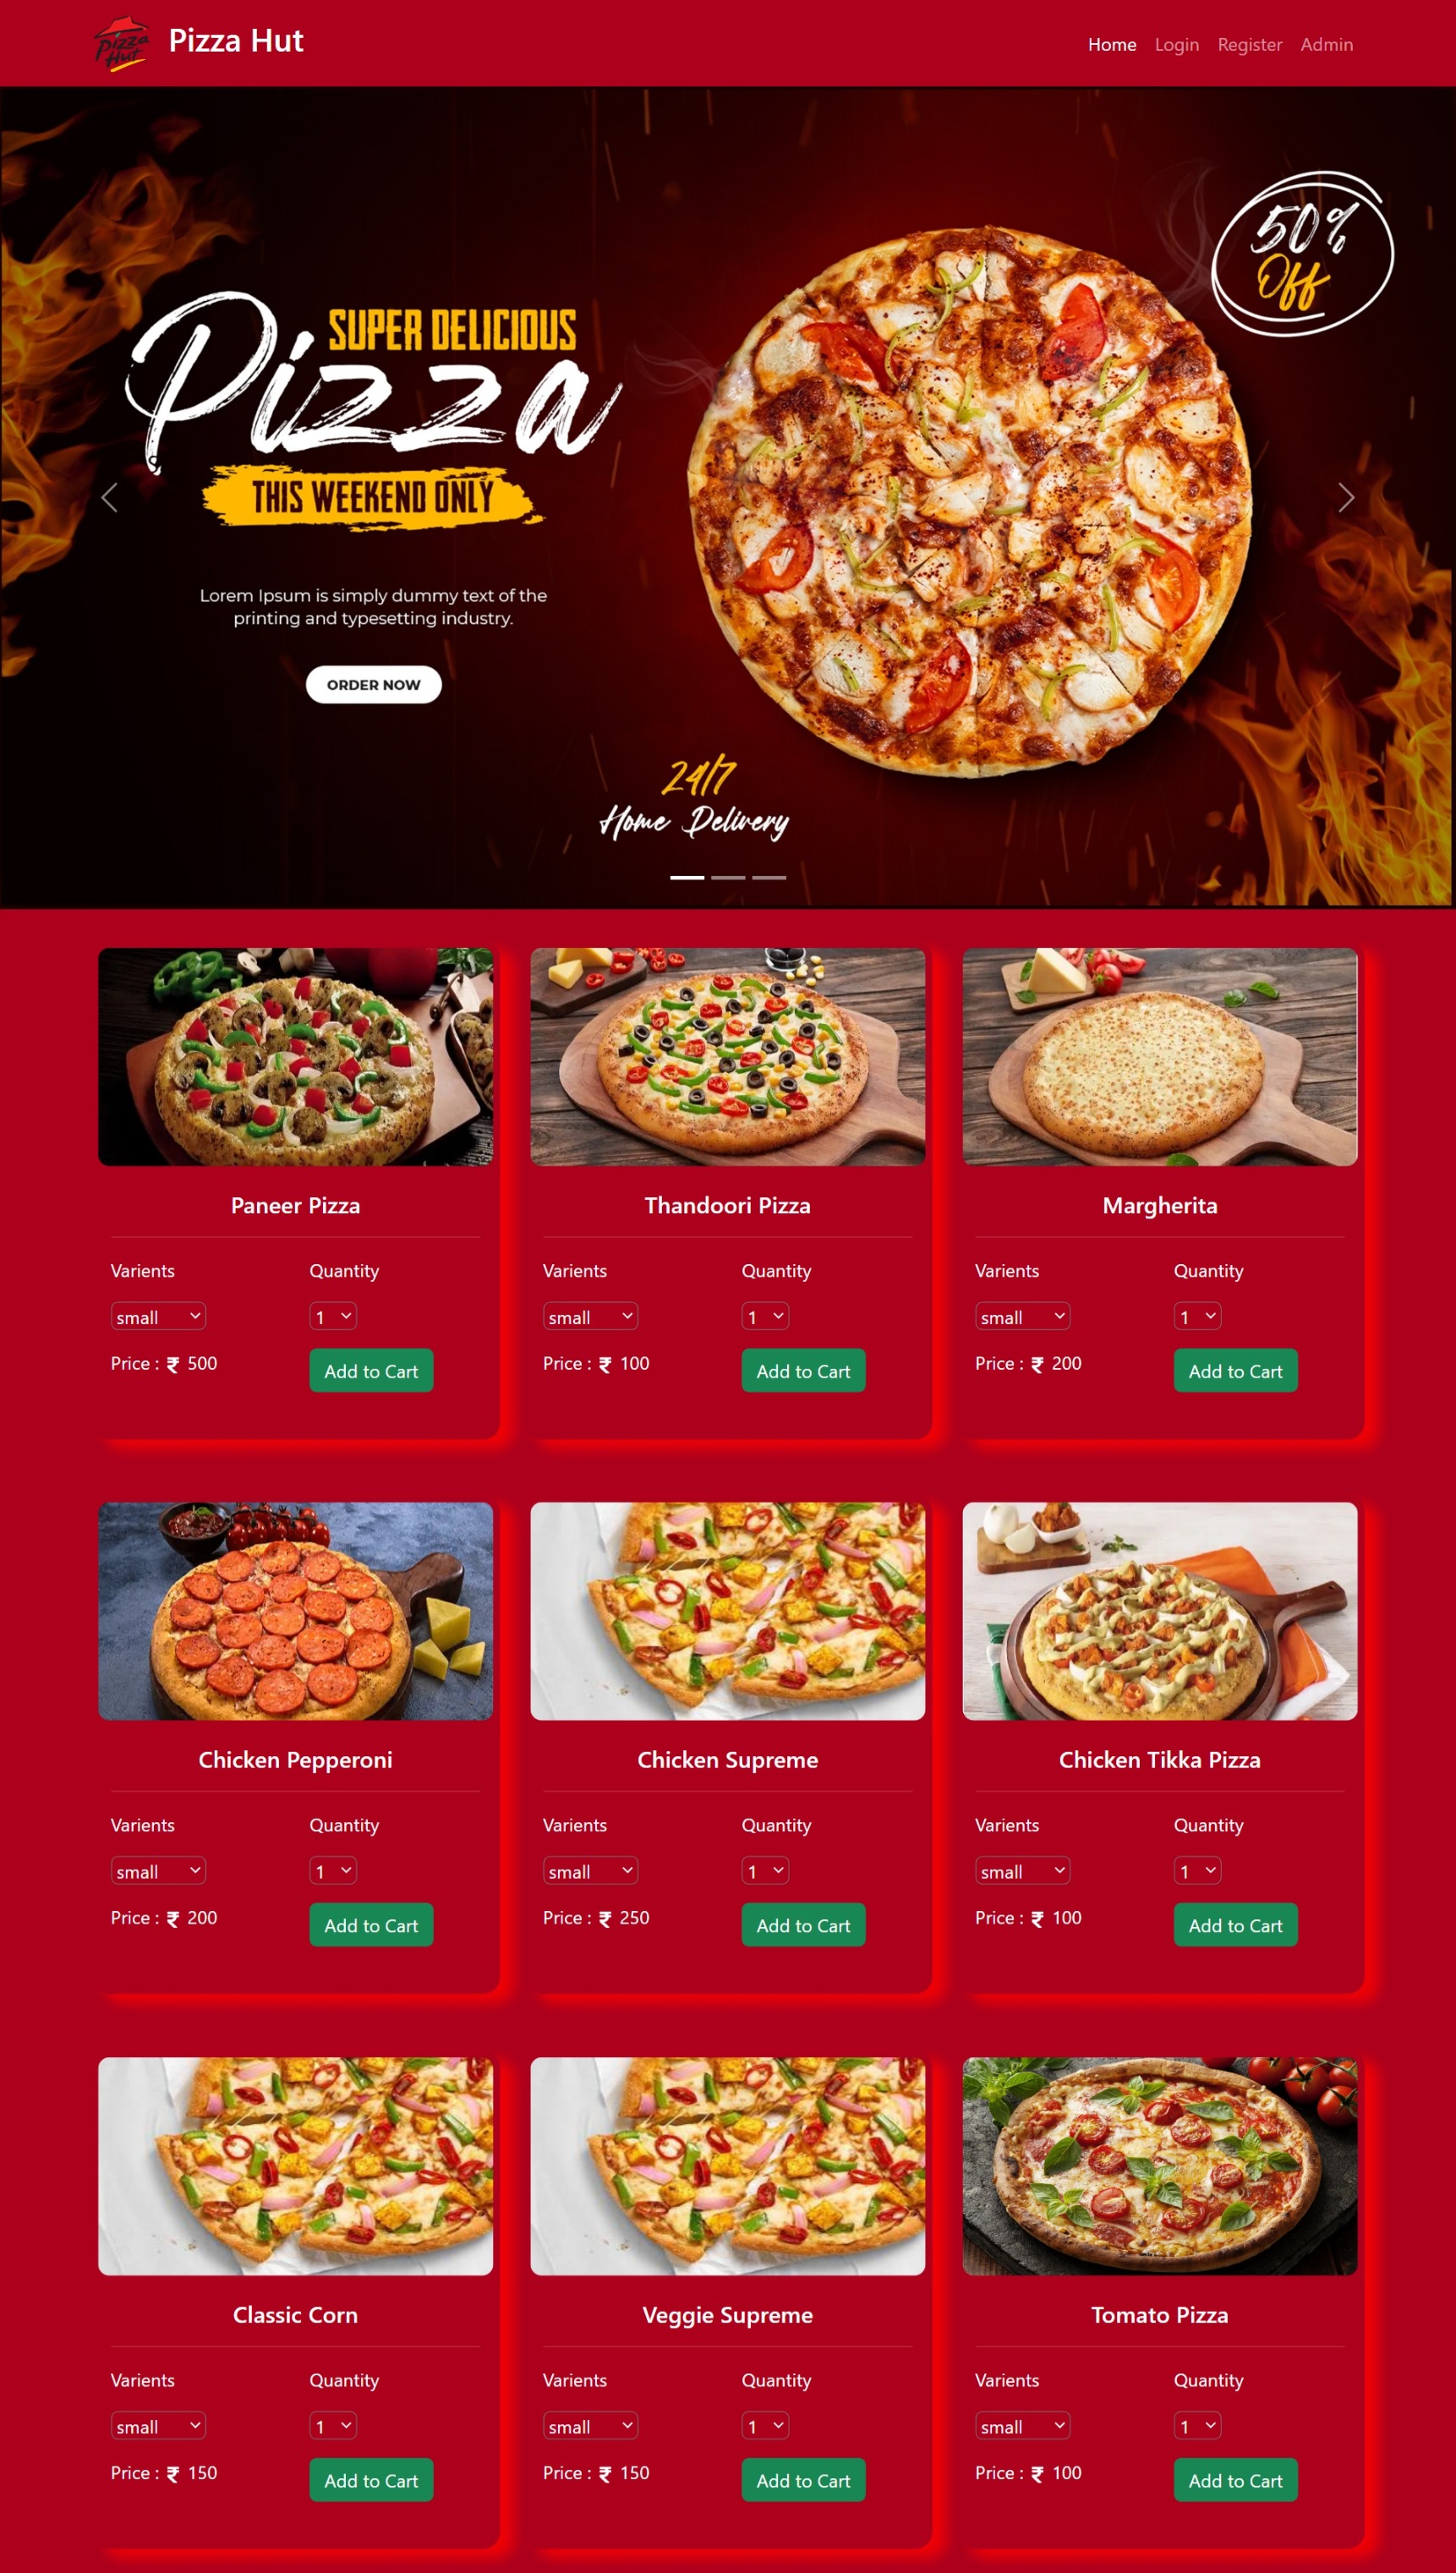 Pizza Hut
Pizza Hut
Home Login Register Admin
50%
Off
SUPER DELICIOUS
Pizza
THIS WEEKEND ONLY
Lorem Ipsum is simply dummy text of the
printing and typesetting industry.
ORDER NOW
24/7
Home Delivery
Paneer Pizza
Varients Quantity
small 1
Price : ₹ 500 Add to Cart
Thandoori Pizza
Varients Quantity
small 1
Price : ₹ 100 Add to Cart
Margherita
Varients Quantity
small 1
Price : ₹ 200 Add to Cart
Chicken Pepperoni
Varients Quantity
small 1
Price : ₹ 200 Add to Cart
Chicken Supreme
Varients Quantity
small 1
Price : ₹ 250 Add to Cart
Chicken Tikka Pizza
Varients Quantity
small 1
Price : ₹ 100 Add to Cart
Classic Corn
Varients Quantity
small 1
Price : ₹ 150 Add to Cart
Veggie Supreme
Varients Quantity
small 1
Price : ₹ 150 Add to Cart
Tomato Pizza
Varients Quantity
small 1
Price : ₹ 100 Add to Cart